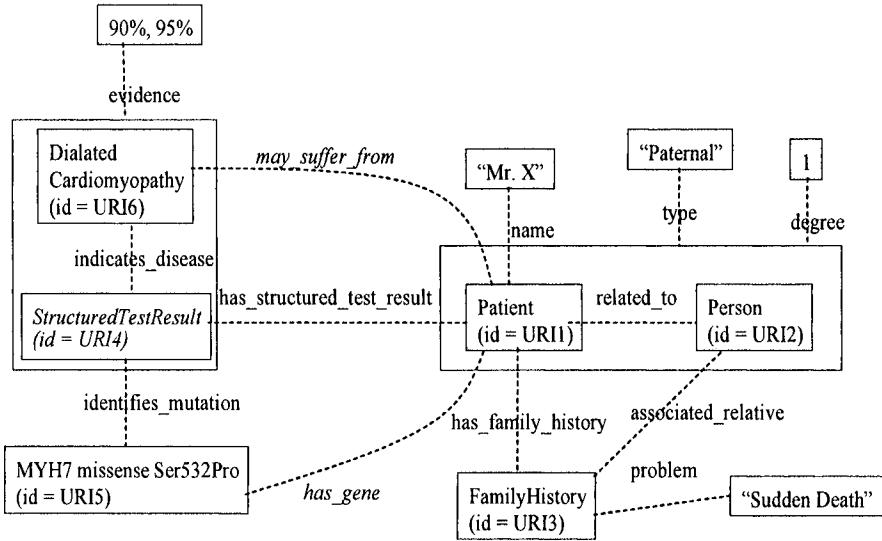 90%, 95%
evidence
Dialated
Cardiomyopathy
(id = URI6)
may_suffer_from
"Mr. X"
"Paternal"
1
name
type
degree
indicates_disease
StructuredTestResult
(id = URI4)
has_structured_test_result
Patient
(id = URI1)
related_to
Person
(id = URI2)
identifies_mutation
has_family_history
associated_relative
MYH7 missense Ser532Pro
(id = URI5)
has_gene
problem
FamilyHistory
(id = URI3)
"Sudden Death"